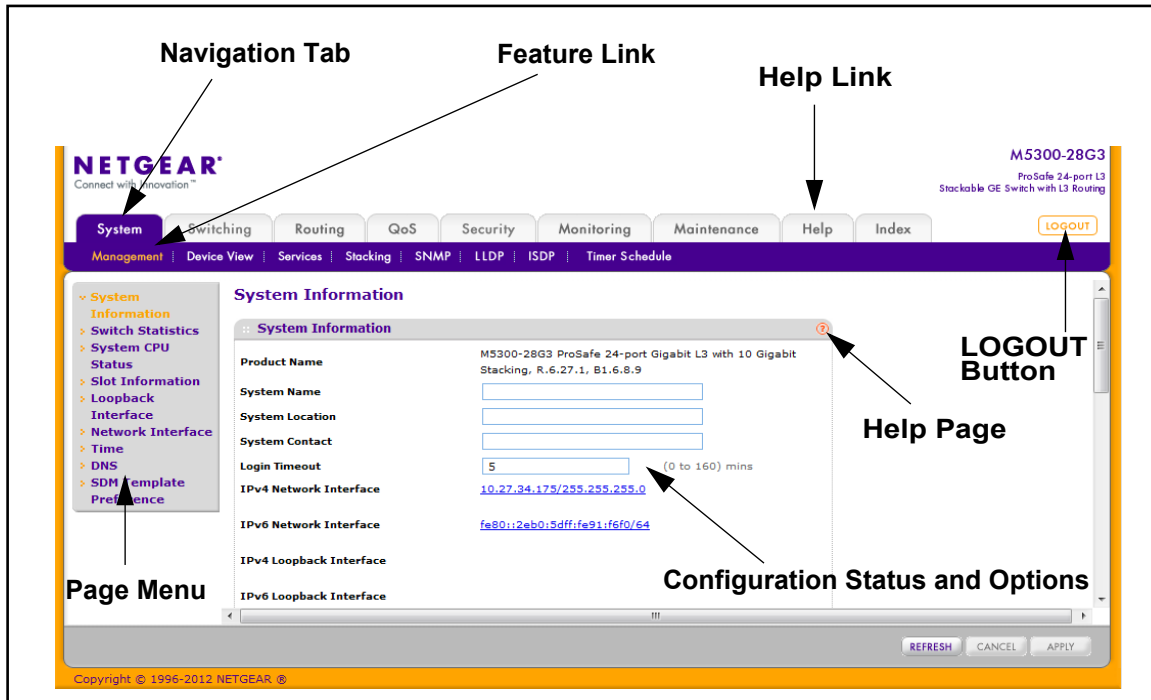 Navigation Tab
Feature Link
Help Link
NETGEAR®
Connect with Innovation™
M5300-28G3
ProSafe 24-port L3
Stackable GE Switch with L3 Routing
System Switching Routing QoS Security Monitoring Maintenance Help Index
LOGOUT
Management Device View Services Stacking SNMP LLDP ISDP Timer Schedule
System
Information
Switch Statistics
System CPU
Status
Slot Information
Loopback
Interface
Network Interface
Time
DNS
SDM Template
Preference
System Information
System Information
?
Product Name
M5300-28G3 ProSafe 24-port Gigabit L3 with 10 Gigabit
Stacking, R.6.27.1, B1.6.8.9
System Name
System Location
System Contact
Login Timeout
5 (0 to 160) mins
IPv4 Network Interface
10.27.34.175/255.255.255.0
IPv6 Network Interface
fe80::2eb0:5dff:fe91:f6f0/64
IPv4 Loopback Interface
IPv6 Loopback Interface
LOGOUT
Button
Help Page
Configuration Status and Options
Page Menu
REFRESH CANCEL APPLY
Copyright © 1996-2012 NETGEAR ®